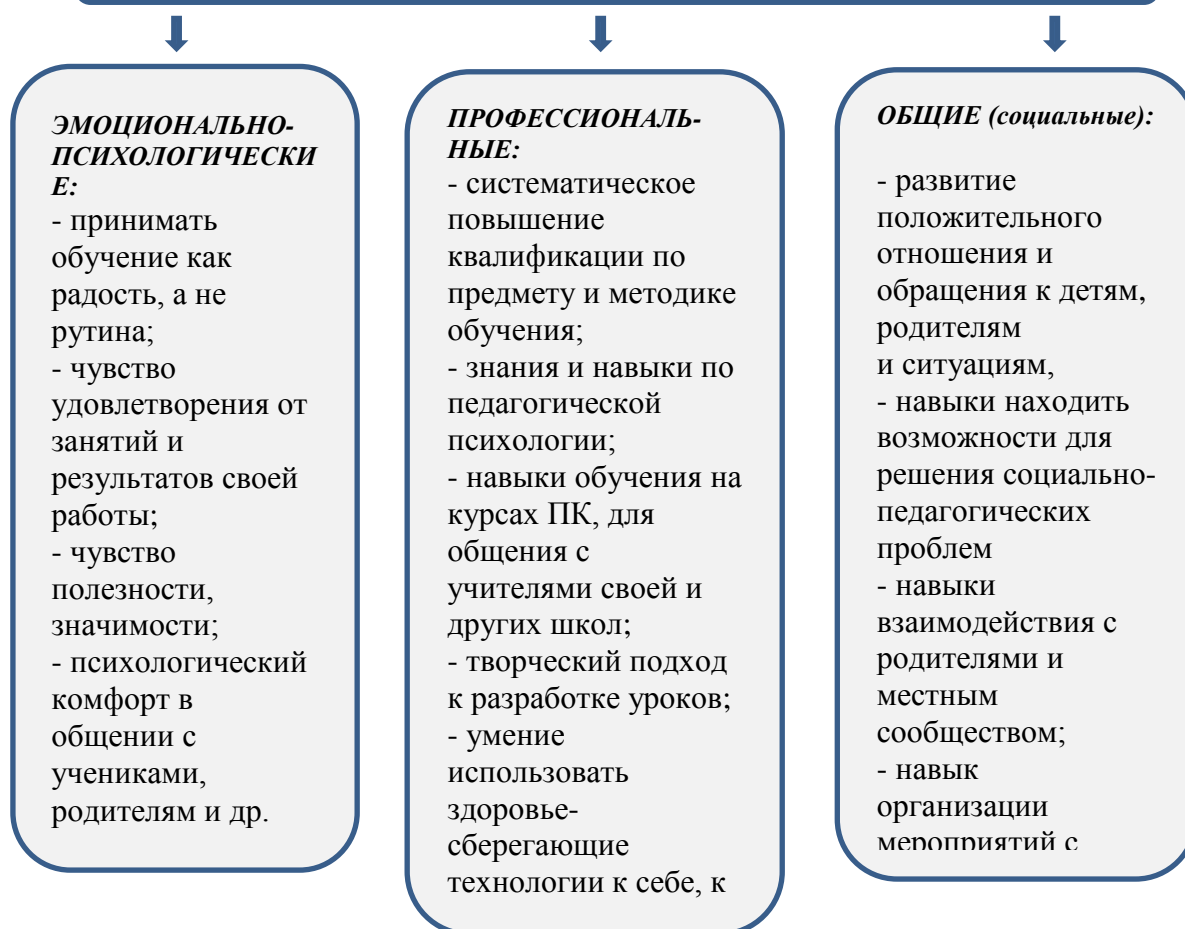 ЭМОЦИОНАЛЬНО-
ПСИХОЛОГИЧЕСКИ
Е:
- принимать
обучение как
радость, а не
рутина;
- чувство
удовлетворения от
занятий и
результатов своей
работы;
- чувство
полезности,
значимости;
- психологический
комфорт в
общении с
учениками,
родителям и др.
ПРОФЕССИОНАЛЬ-
НЫЕ:
- систематическое
повышение
квалификации по
предмету и методике
обучения;
- знания и навыки по
педагогической
психологии;
- навыки обучения на
курсах ПК, для
общения с
учителями своей и
других школ;
- творческий подход
к разработке уроков;
- умение
использовать
здоровье-
сберегающие
технологии к себе, к
ОБЩИЕ (социальные):
- развитие
положительного
отношения и
обращения к детям,
родителям
и ситуациям,
- навыки находить
возможности для
решения социально-
педагогических
проблем
- навыки
взаимодействия с
родителями и
местным
сообществом;
- навык
организации
мероприятий с